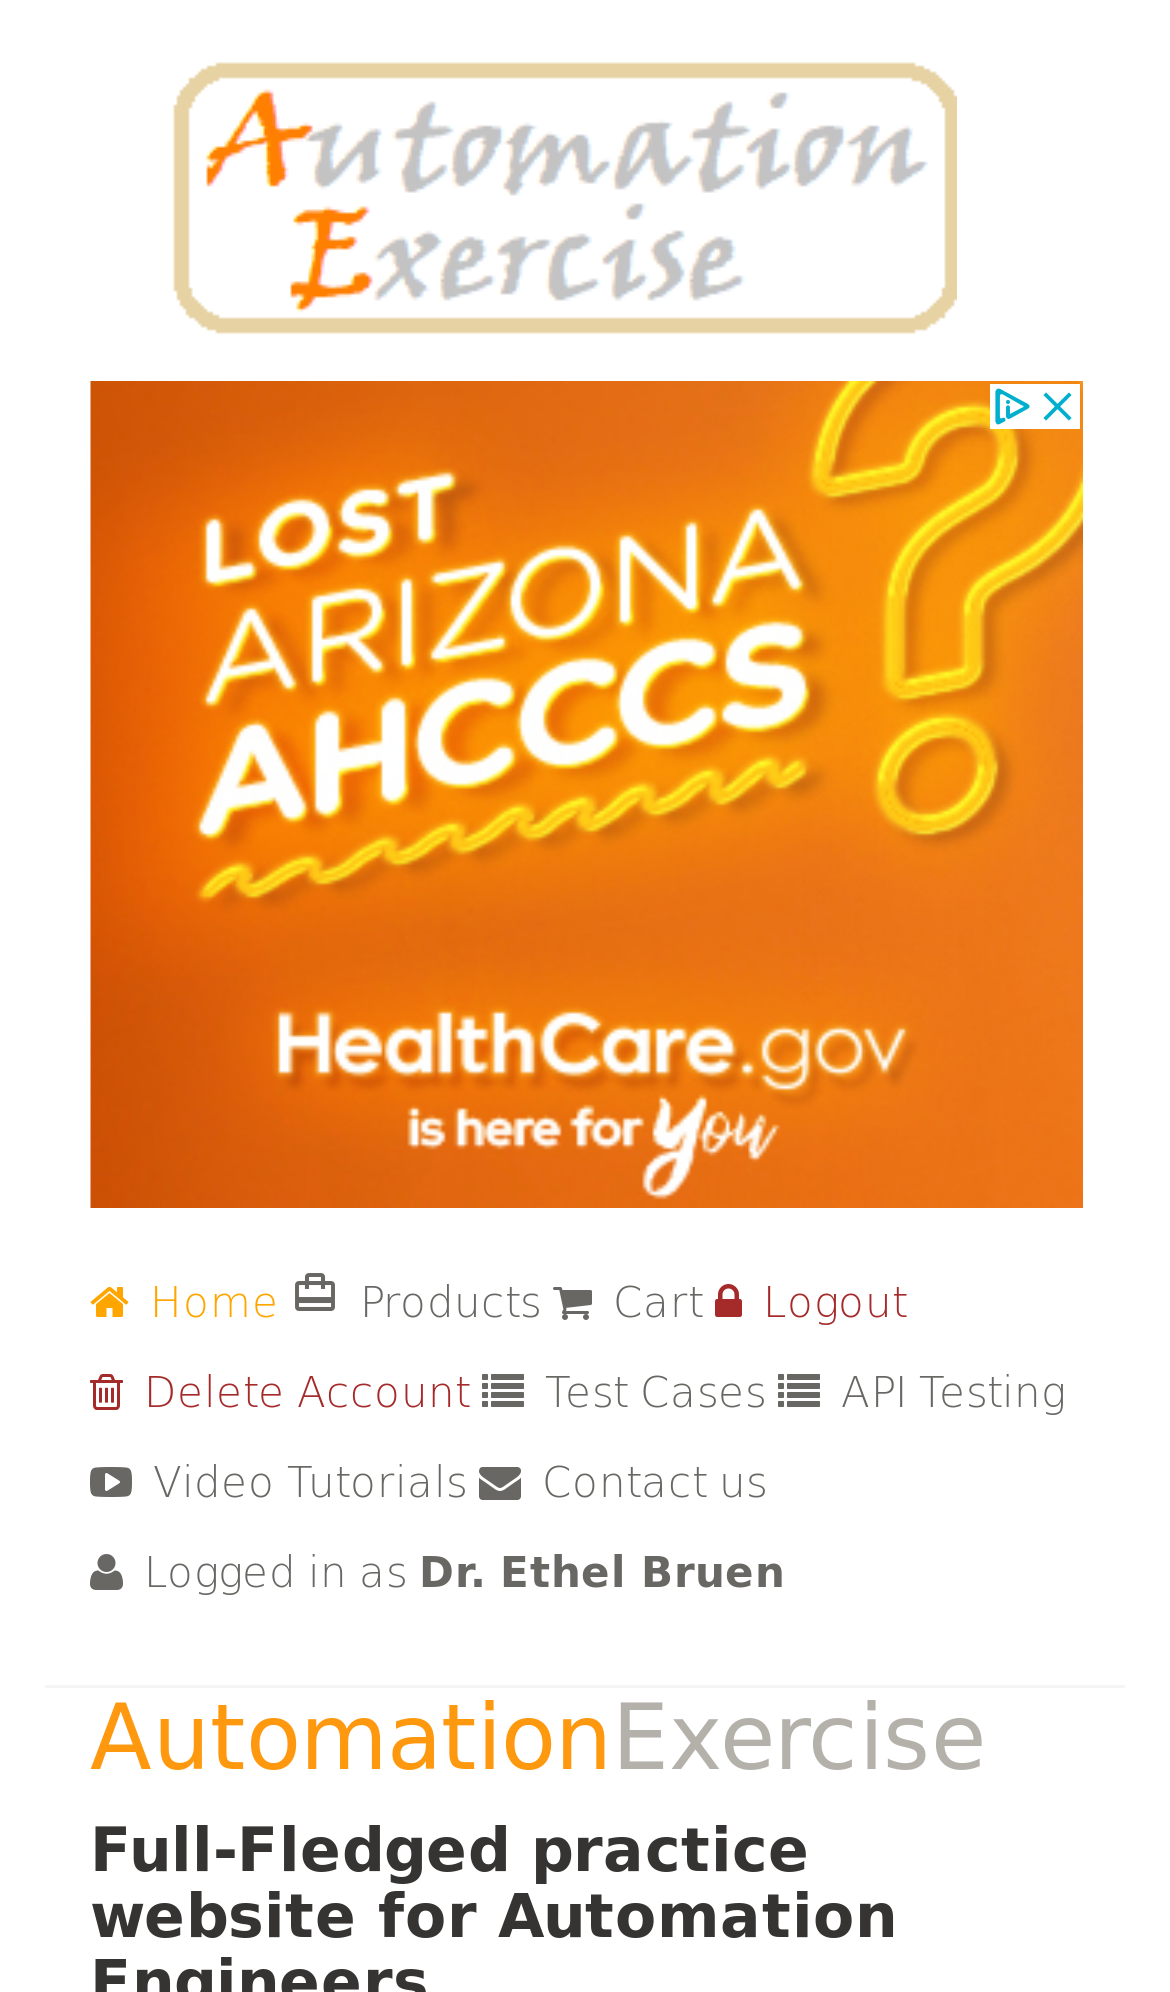 Automation
Exercise
LOST
ARIZONA
AHCCCS
?
HealthCare.gov
is here for you
Home Products Cart Logout
Delete Account Test Cases API Testing
Video Tutorials Contact us
Logged in as Dr. Ethel Bruen
AutomationExercise
Full-Fledged practice
website for Automation
Engineers